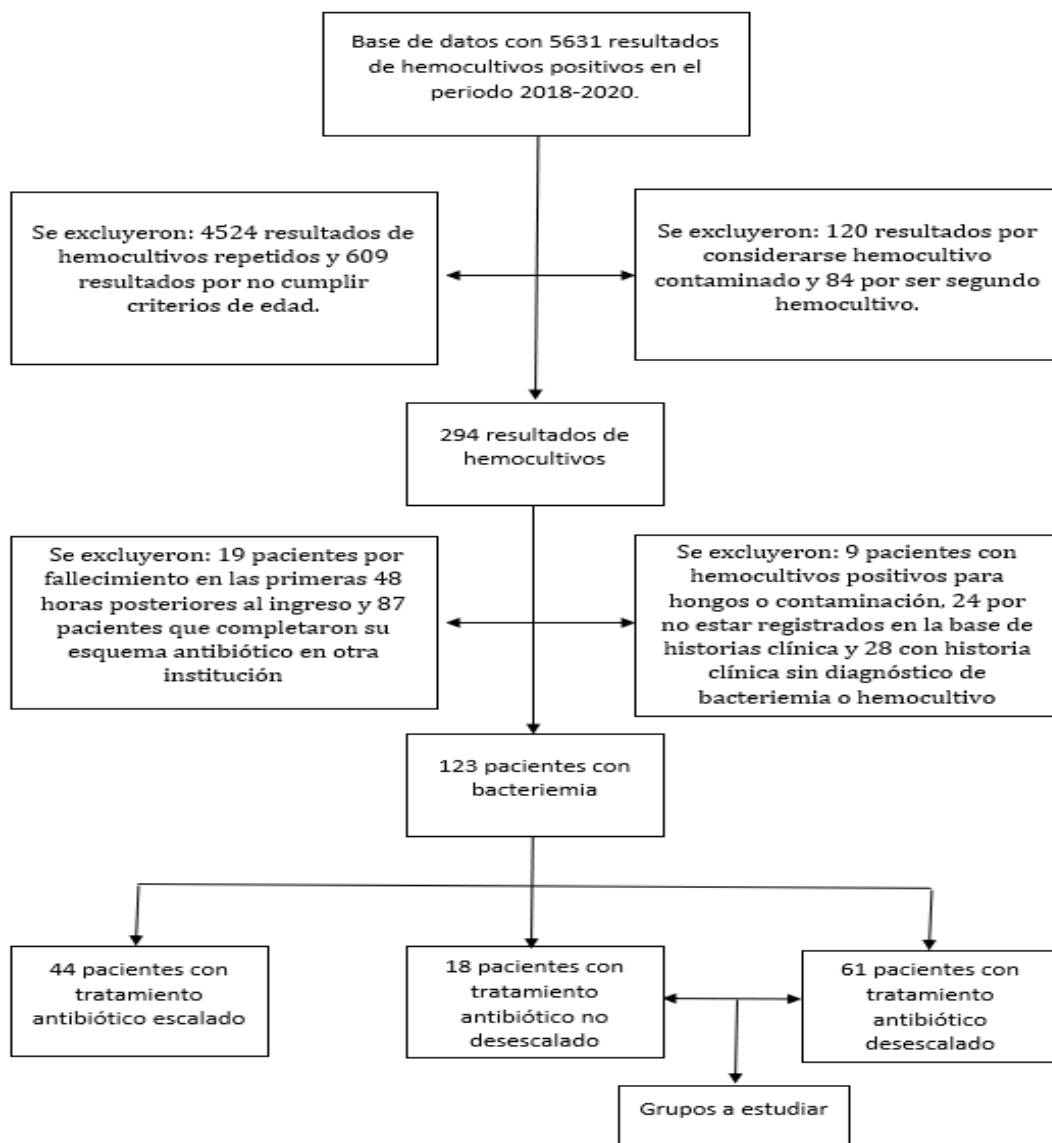 Base de datos con 5631 resultados
de hemocultivos positivos en el
periodo 2018-2020.
Se excluyeron: 4524 resultados de
hemocultivos repetidos y 609
resultados por no cumplir
criterios de edad.
Se excluyeron: 120 resultados por
considerarse hemocultivo
contaminado y 84 por ser segundo
hemocultivo.
294 resultados de
hemocultivos
Se excluyeron: 19 pacientes por
fallecimiento en las primeras 48
horas posteriores al ingreso y 87
pacientes que completaron su
esquema antibiótico en otra
institución
Se excluyeron: 9 pacientes con
hemocultivos positivos para
hongos o contaminación, 24 por
no estar registrados en la base de
historias clínica y 28 con historia
clínica sin diagnóstico de
bacteriemia o hemocultivo
123 pacientes con
bacteriemia
44 pacientes con
tratamiento
antibiótico escalado
18 pacientes con
tratamiento
antibiótico no
desescalado
61 pacientes con
tratamiento
antibiótico
desescalado
Grupos a estudiar